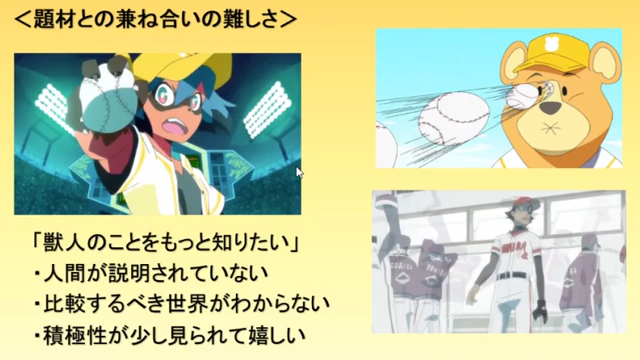 ＜題材との兼ね合いの難しさ＞
「獣人のことをもっと知りたい」
・人間が説明されていない
・比較するべき世界がわからない
・積極性が少し見られて嬉しい